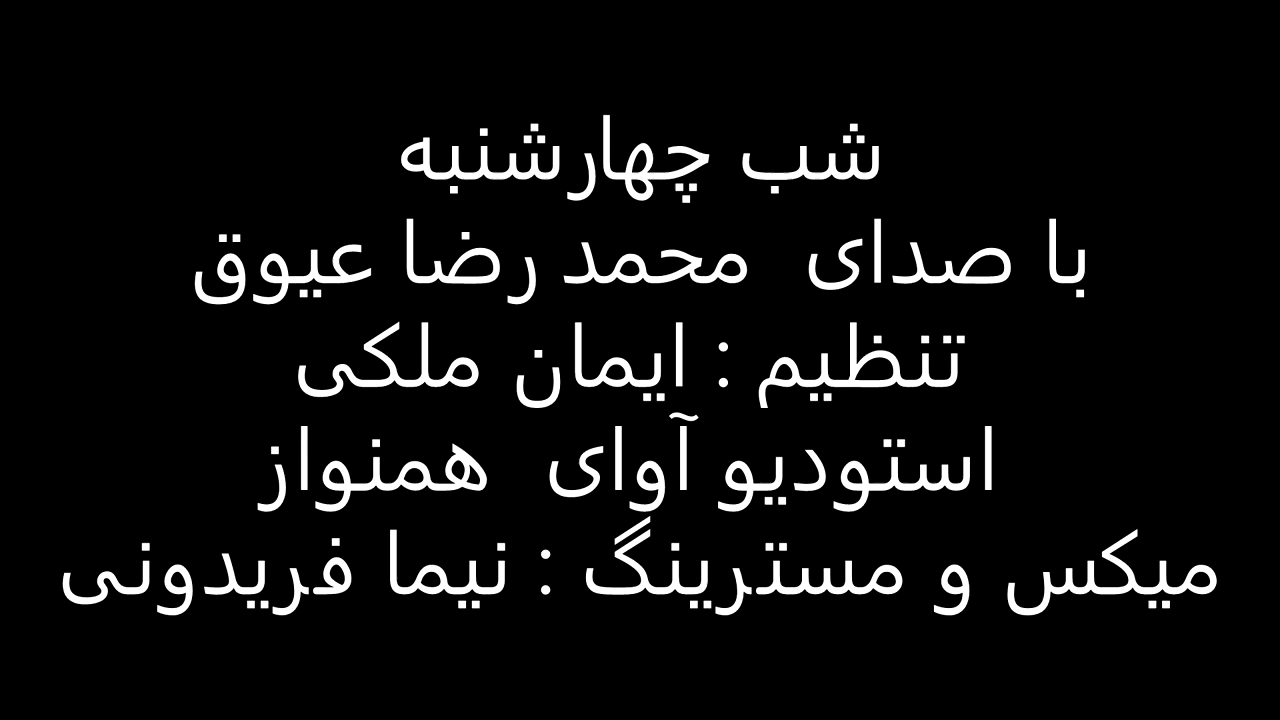 شب چهارشنبه
با صدای محمد رضا عیوق
تنظیم : ایمان ملکی
استودیو آوای همنواز
میکس و مسترینگ : نیما فریدونی